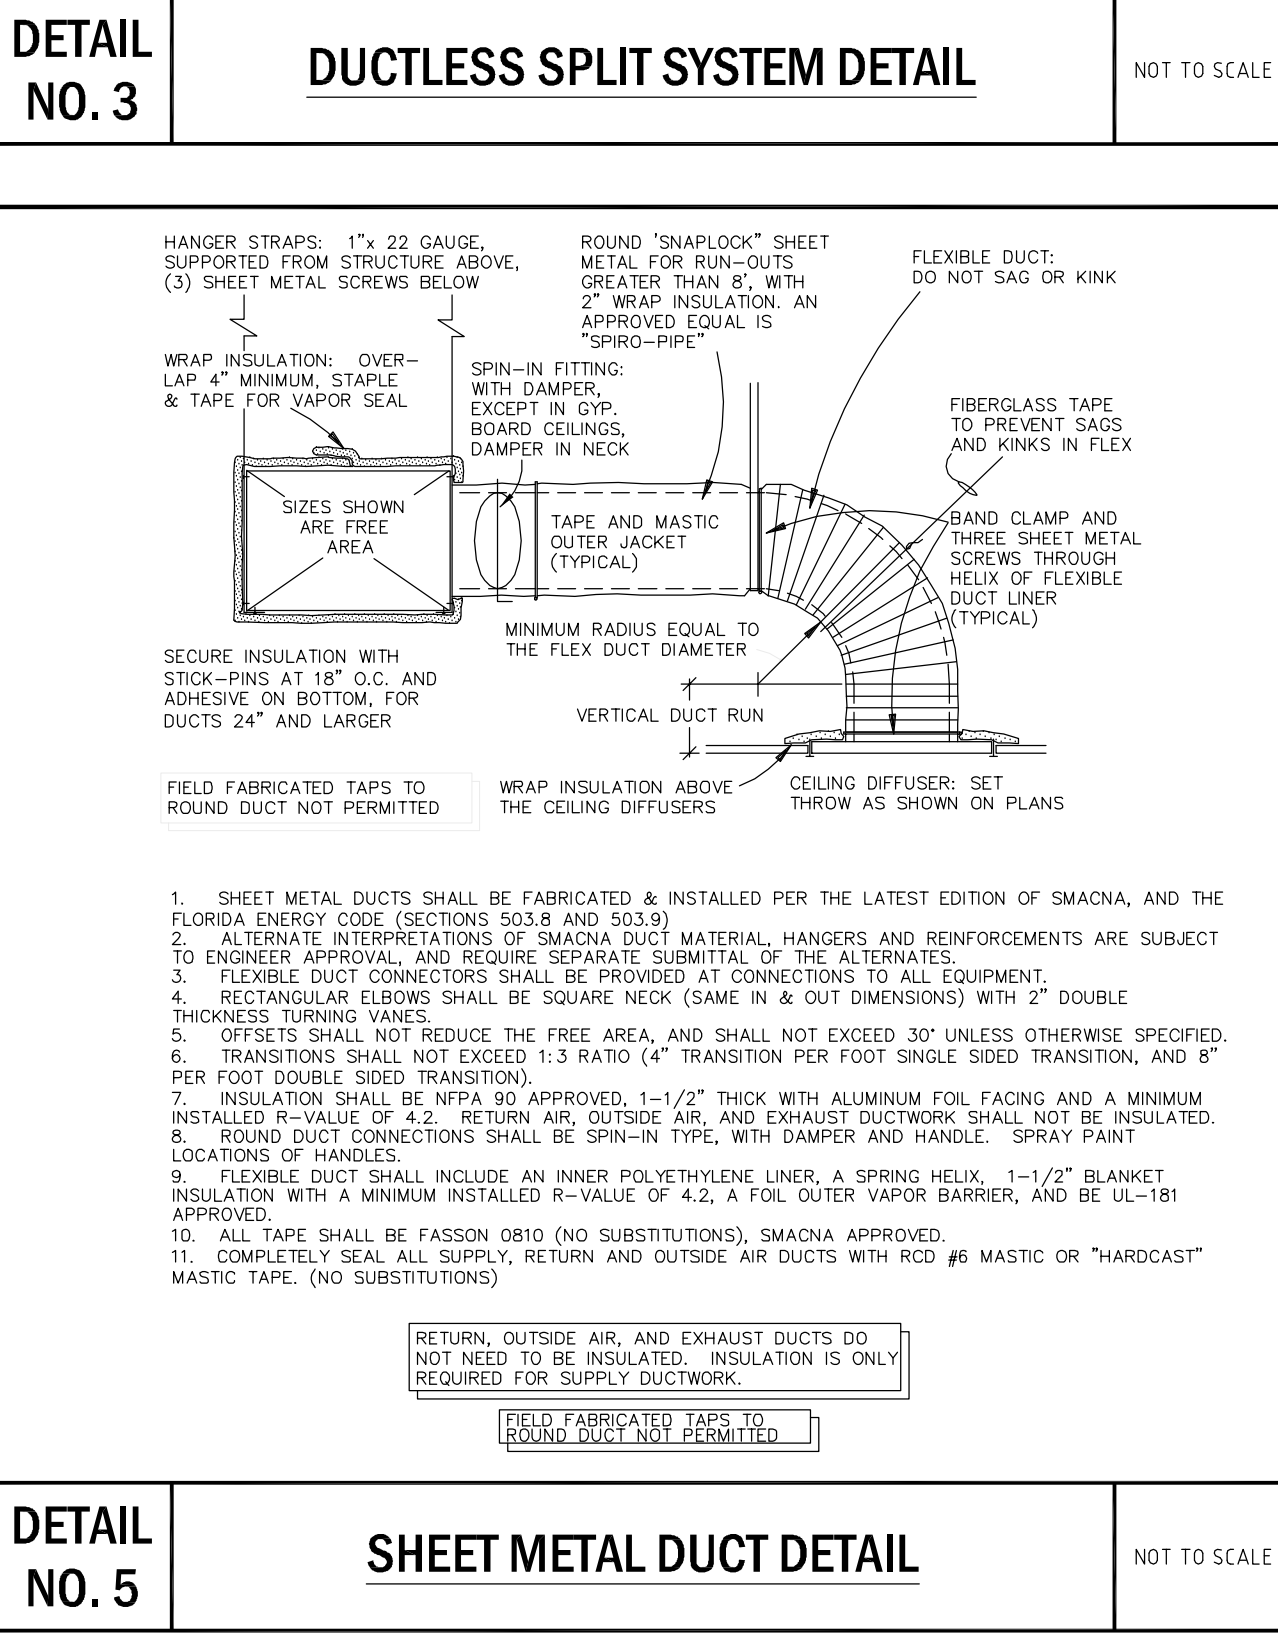 DETAIL
NO. 3
DUCTLESS SPLIT SYSTEM DETAIL
NOT TO SCALE
HANGER STRAPS: 1"x 22 GAUGE,
SUPPORTED FROM STRUCTURE ABOVE,
(3) SHEET METAL SCREWS BELOW
ROUND 'SNAPLOCK" SHEET
METAL FOR RUN-OUTS
GREATER THAN 8', WITH
2" WRAP INSULATION. AN
APPROVED EQUAL IS
"SPIRO-PIPE"
FLEXIBLE DUCT:
DO NOT SAG OR KINK
WRAP INSULATION: OVER-
LAP 4" MINIMUM, STAPLE
& TAPE FOR VAPOR SEAL
SPIN-IN FITTING:
WITH DAMPER,
EXCEPT IN GYP.
BOARD CEILINGS,
DAMPER IN NECK
FIBERGLASS TAPE
TO PREVENT SAGS
AND KINKS IN FLEX
SIZES SHOWN
ARE FREE
AREA
TAPE AND MASTIC
OUTER JACKET
(TYPICAL)
BAND CLAMP AND
THREE SHEET METAL
SCREWS THROUGH
HELIX OF FLEXIBLE
DUCT LINER
(TYPICAL)
MINIMUM RADIUS EQUAL TO
THE FLEX DUCT DIAMETER
SECURE INSULATION WITH
STICK-PINS AT 18" O.C. AND
ADHESIVE ON BOTTOM, FOR
DUCTS 24" AND LARGER
VERTICAL DUCT RUN
FIELD FABRICATED TAPS TO
ROUND DUCT NOT PERMITTED
WRAP INSULATION ABOVE
THE CEILING DIFFUSERS
CEILING DIFFUSER: SET
THROW AS SHOWN ON PLANS
1. SHEET METAL DUCTS SHALL BE FABRICATED & INSTALLED PER THE LATEST EDITION OF SMACNA, AND THE
FLORIDA ENERGY CODE (SECTIONS 503.8 AND 503.9)
2. ALTERNATE INTERPRETATIONS OF SMACNA DUCT MATERIAL, HANGERS AND REINFORCEMENTS ARE SUBJECT
TO ENGINEER APPROVAL, AND REQUIRE SEPARATE SUBMITTAL OF THE ALTERNATES.
3. FLEXIBLE DUCT CONNECTORS SHALL BE PROVIDED AT CONNECTIONS TO ALL EQUIPMENT.
4. RECTANGULAR ELBOWS SHALL BE SQUARE NECK (SAME IN & OUT DIMENSIONS) WITH 2" DOUBLE
THICKNESS TURNING VANES.
5. OFFSETS SHALL NOT REDUCE THE FREE AREA, AND SHALL NOT EXCEED 30° UNLESS OTHERWISE SPECIFIED.
6. TRANSITIONS SHALL NOT EXCEED 1:3 RATIO (4" TRANSITION PER FOOT SINGLE SIDED TRANSITION, AND 8"
PER FOOT DOUBLE SIDED TRANSITION).
7. INSULATION SHALL BE NFPA 90 APPROVED, 1-1/2" THICK WITH ALUMINUM FOIL FACING AND A MINIMUM
INSTALLED R-VALUE OF 4.2. RETURN AIR, OUTSIDE AIR, AND EXHAUST DUCTWORK SHALL NOT BE INSULATED.
8. ROUND DUCT CONNECTIONS SHALL BE SPIN-IN TYPE, WITH DAMPER AND HANDLE. SPRAY PAINT
LOCATIONS OF HANDLES.
9. FLEXIBLE DUCT SHALL INCLUDE AN INNER POLYETHYLENE LINER, A SPRING HELIX, 1-1/2" BLANKET
INSULATION WITH A MINIMUM INSTALLED R-VALUE OF 4.2, A FOIL OUTER VAPOR BARRIER, AND BE UL-181
APPROVED.
10. ALL TAPE SHALL BE FASSON 0810 (NO SUBSTITUTIONS), SMACNA APPROVED.
11. COMPLETELY SEAL ALL SUPPLY, RETURN AND OUTSIDE AIR DUCTS WITH RCD #6 MASTIC OR "HARDCAST"
MASTIC TAPE. (NO SUBSTITUTIONS)
RETURN, OUTSIDE AIR, AND EXHAUST DUCTS DO
NOT NEED TO BE INSULATED. INSULATION IS ONLY
REQUIRED FOR SUPPLY DUCTWORK.
FIELD FABRICATED TAPS TO
ROUND DUCT NOT PERMITTED
DETAIL
NO. 5
SHEET METAL DUCT DETAIL
NOT TO SCALE